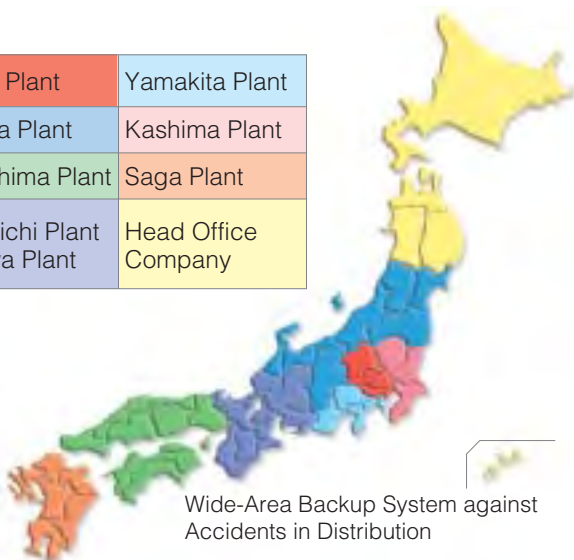 Plant Yamakita Plant
a Plant Kashima Plant
hima Plant Saga Plant
ichi Plant Head Office
a Plant Company
Wide-Area Backup System against
Accidents in Distribution